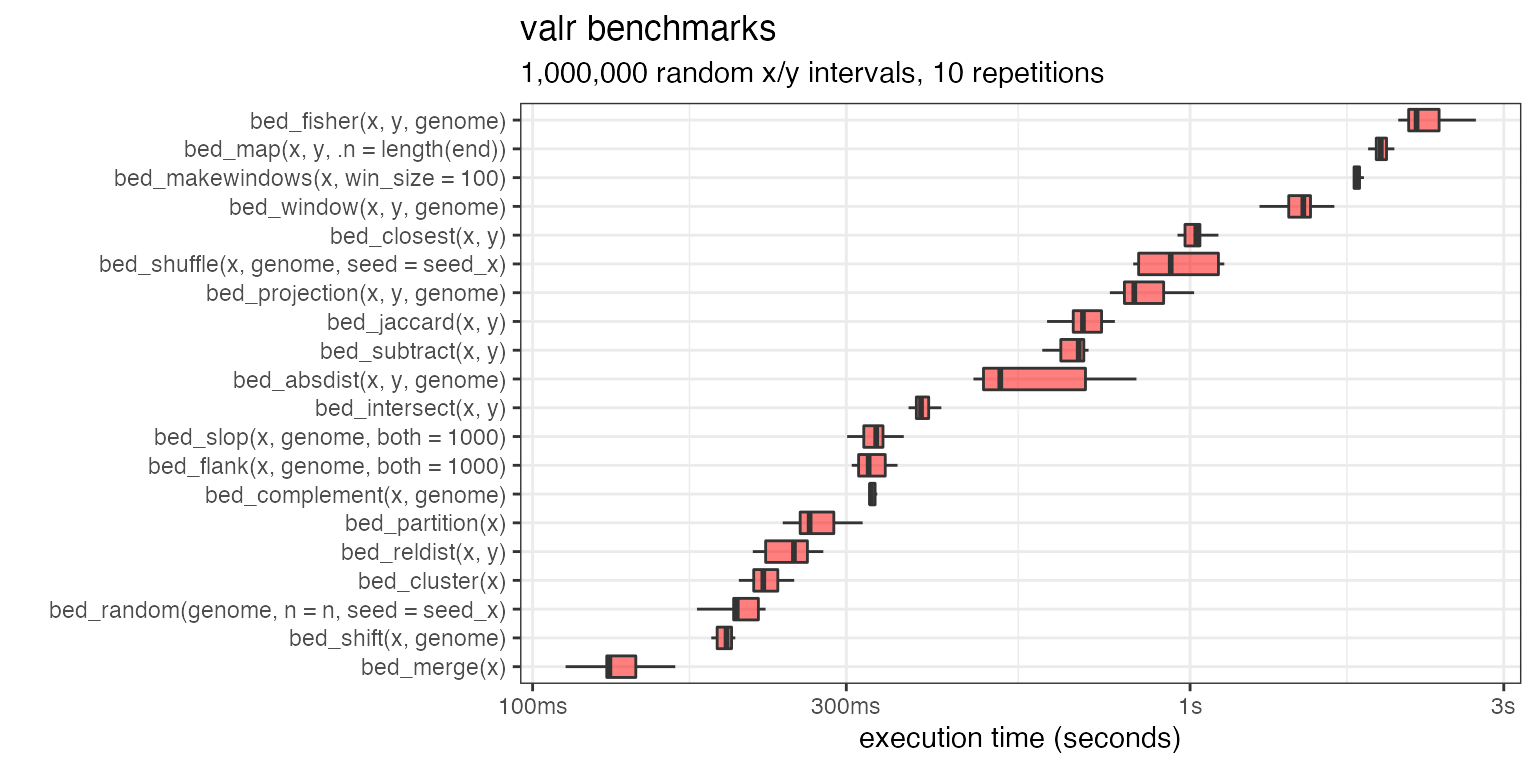 valr benchmarks
1,000,000 random x/y intervals, 10 repetitions
bed_fisher(x, y, genome)
bed_map(x, y, .n = length(end))
bed_makewindows(x, win_size = 100)
bed_window(x, y, genome)
bed_closest(x, y)
bed_shuffle(x, genome, seed = seed_x)
bed_projection(x, y, genome)
bed_jaccard(x, y)
bed_subtract(x, y)
bed_absdist(x, y, genome)
bed_intersect(x, y)
bed_slop(x, genome, both = 1000)
bed_flank(x, genome, both = 1000)
bed_complement(x, genome)
bed_partition(x)
bed_reldist(x, y)
bed_cluster(x)
bed_random(genome, n = n, seed = seed_x)
bed_shift(x, genome)
bed_merge(x)
100ms 300ms 1s 3s
execution time (seconds)